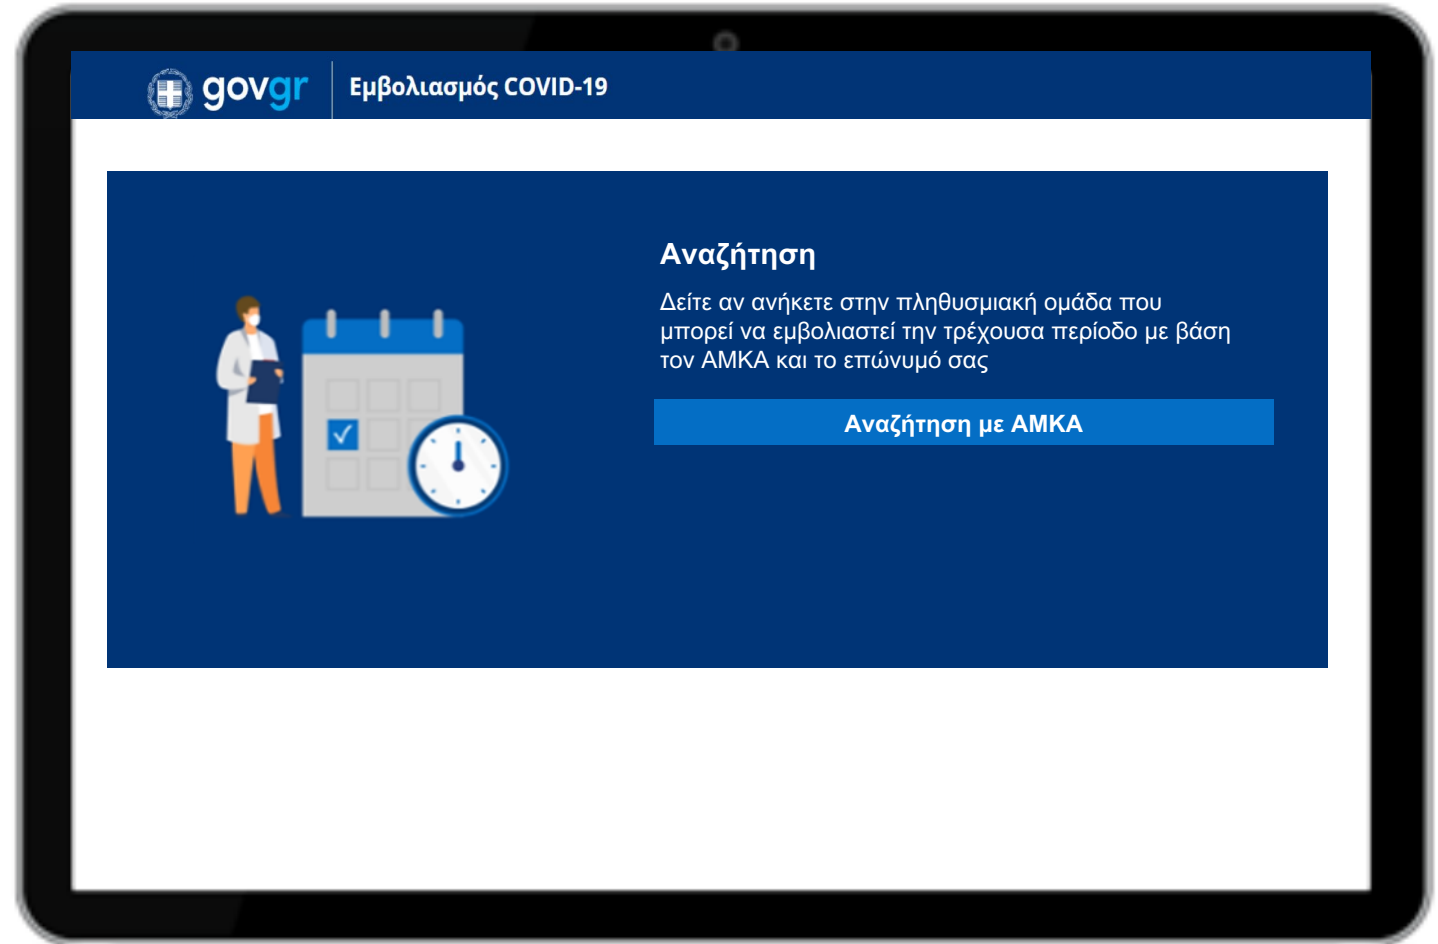 govgr
Εμβολιασμός COVID-19
Αναζήτηση
Δείτε αν ανήκετε στην πληθυσμιακή ομάδα που
μπορεί να εμβολιαστεί την τρέχουσα περίοδο με βάση
τον ΑΜΚΑ και το επώνυμό σας
Αναζήτηση με ΑΜΚΑ